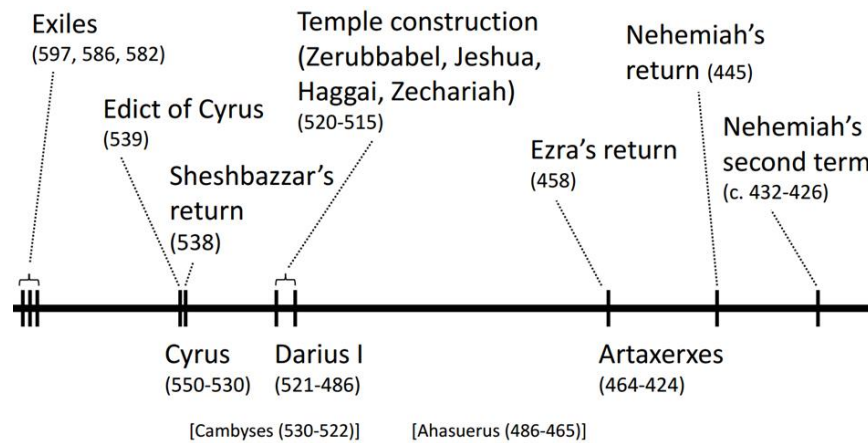 Exiles
(597, 586, 582)
Edict of Cyrus
(539)
Sheshbazzar’s
return
(538)
Temple construction
(Zerubbabel, Jeshua,
Haggai, Zechariah)
(520-515)
Ezra’s return
(458)
Nehemiah’s
return (445)
Nehemiah’s
second term
(c. 432-426)
Cyrus
(550-530)
Darius I
(521-486)
Artaxerxes
(464-424)
[Cambyses (530-522)]
[Ahasuerus (486-465)]